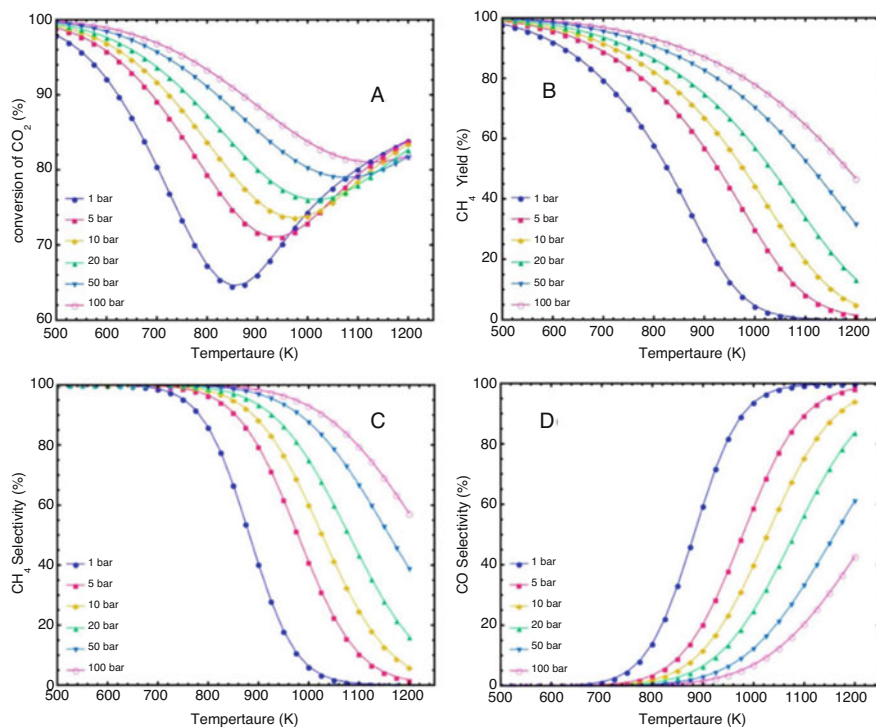 100
90
80
70
60
conversion of CO2 (%)
A
1 bar
5 bar
10 bar
20 bar
50 bar
100 bar
500 600 700 800 900 1000 1100 1200
Tempertaure (K)
100
80
60
40
20
0
CH4 Yield (%)
B
1 bar
5 bar
10 bar
20 bar
50 bar
100 bar
500 600 700 800 900 1000 1100 1200
Tempertaure (K)
100
80
60
40
20
0
CH4 Selectivity (%)
C
1 bar
5 bar
10 bar
20 bar
50 bar
100 bar
500 600 700 800 900 1000 1100 1200
Tempertaure (K)
100
80
60
40
20
0
CO Selectivity (%)
D
1 bar
5 bar
10 bar
20 bar
50 bar
100 bar
500 600 700 800 900 1000 1100 1200
Tempertaure (K)